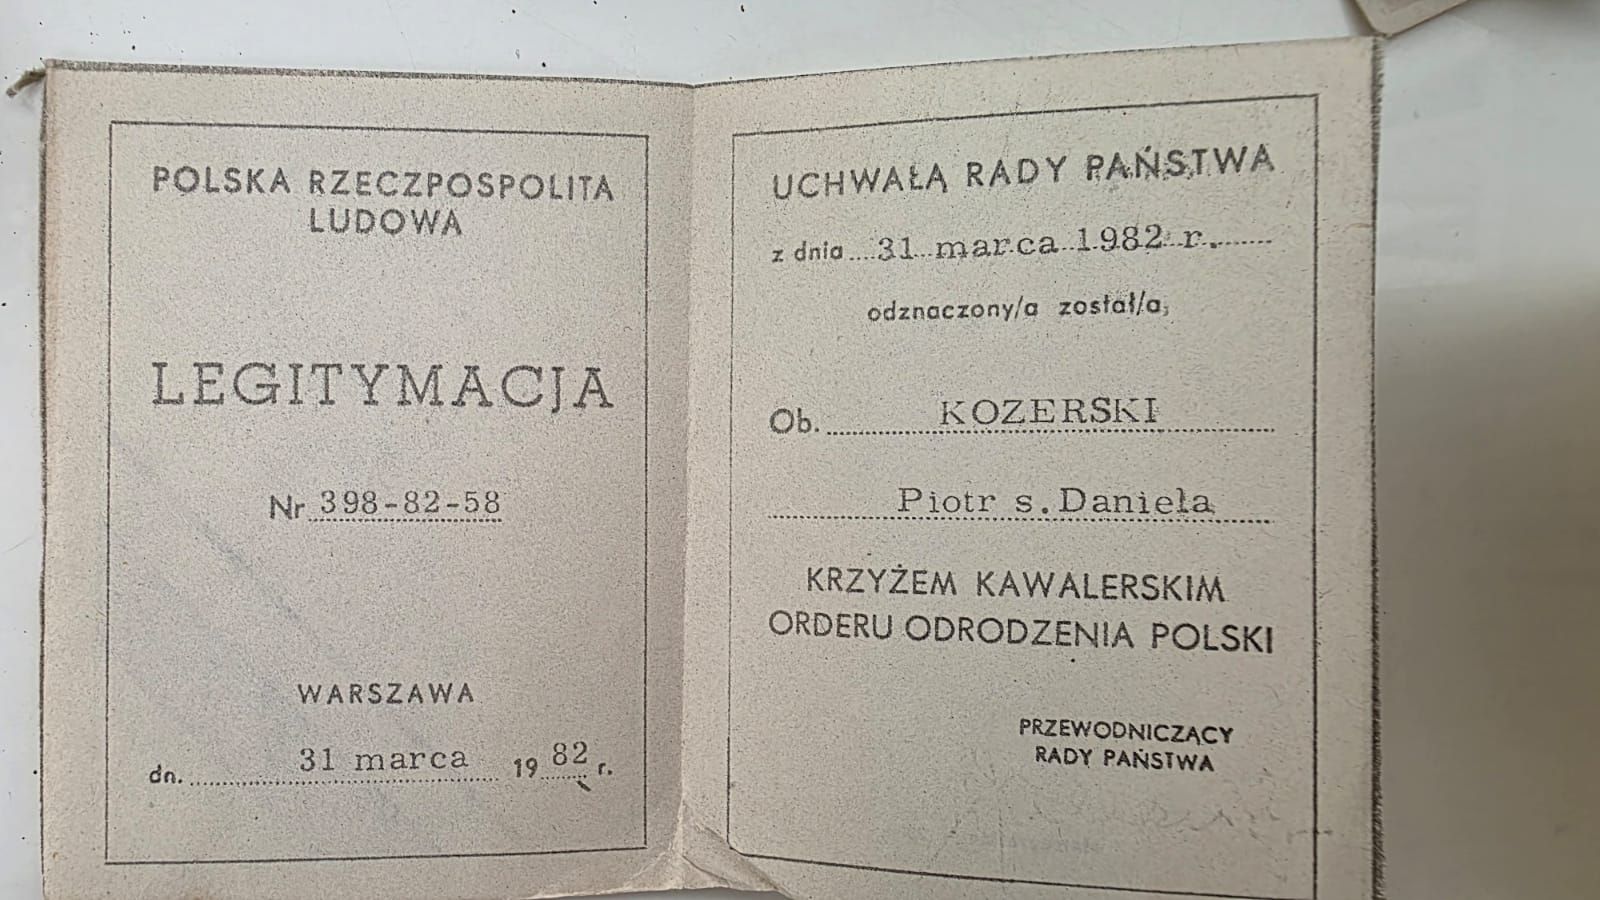 POLSKA RZECZPOSPOLITA
LUDOWA
LEGITYMACJA
Nr 398-82-58
WARSZAWA
dn. 31 marca 1982 r.
UCHWAŁĄ RADY PAŃSTWA
z dnia 31 marca 1982 r.
odznaczony/a został/a,
Ob. KOZERSKI
Piotr s. Daniela
KRZYŻEM KAWALERSKIM
ORDERU ODRODZENIA POLSKI
PRZEWODNICZĄCY
RADY PAŃSTWA